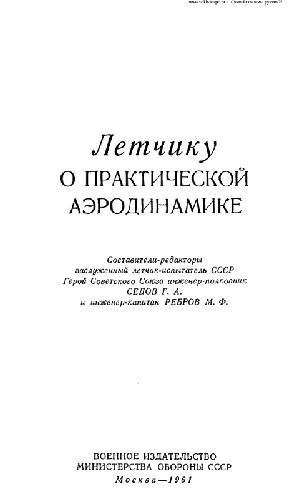 Летчику
О ПРАКТИЧЕСКОЙ
АЭРОДИНАМИКЕ
Составители-редакторы
заслуженный летчик-испытатель СССР
Герой Советского Союза инженер-полковник
СЕДОВ Г. А.
и инженер-капитан РЕБРОВ М. Ф.
ВОЕННОЕ ИЗДАТЕЛЬСТВО
МИНИСТЕРСТВА ОБОРОНЫ СССР
Москва—1961